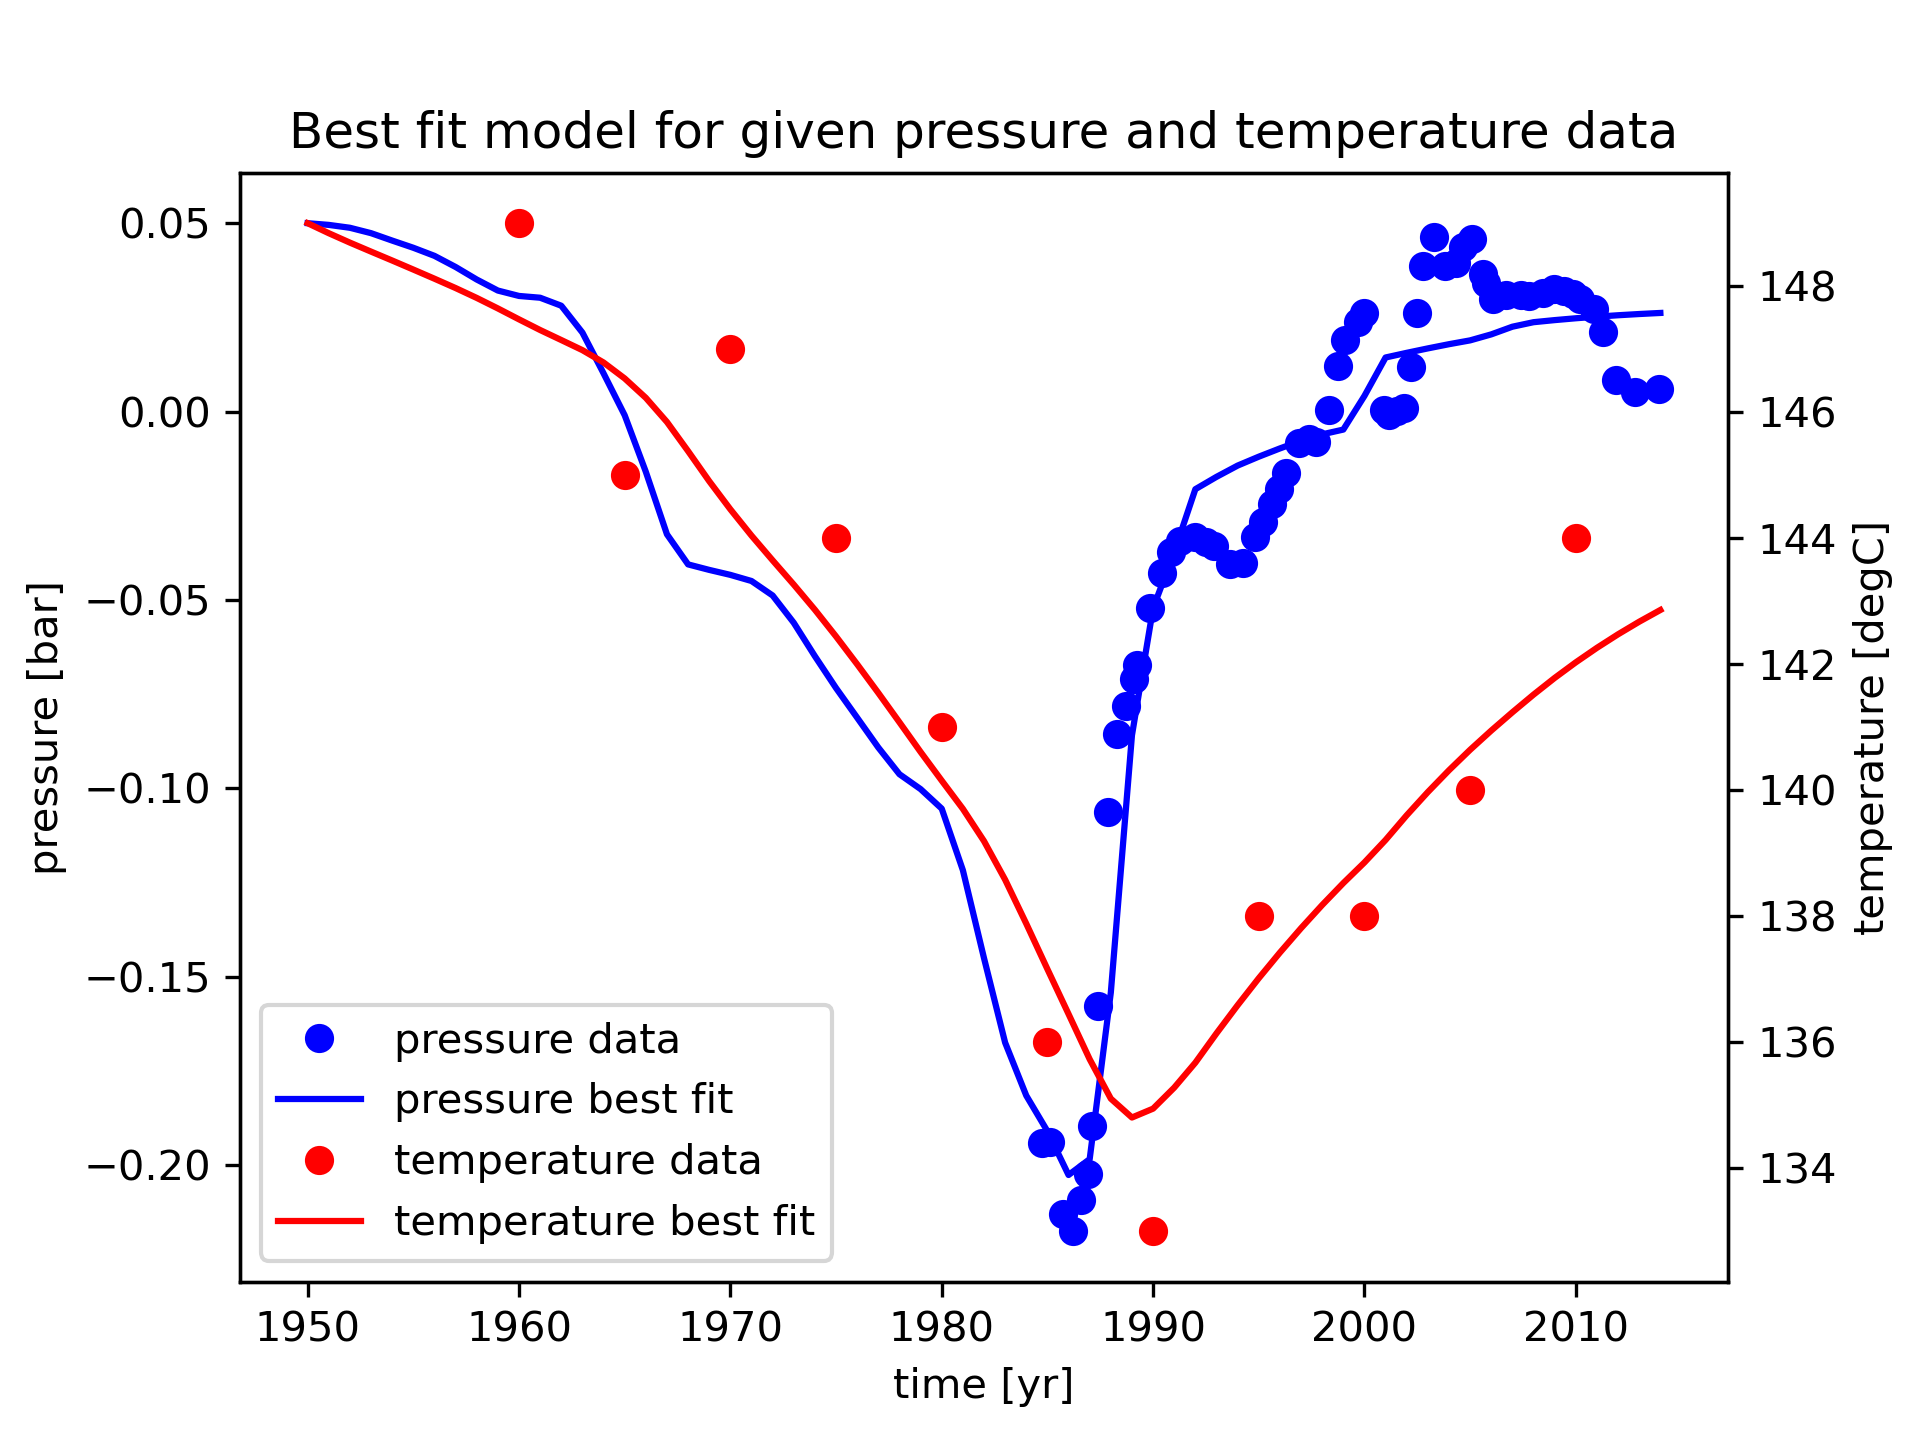 Best fit model for given pressure and temperature data
0.05
0.00
−0.05
−0.10
−0.15
−0.20
pressure [bar]
148
146
144
142
140
138
136
134
temperature [degC]
pressure data
pressure best fit
temperature data
temperature best fit
1950 1960 1970 1980 1990 2000 2010
time [yr]